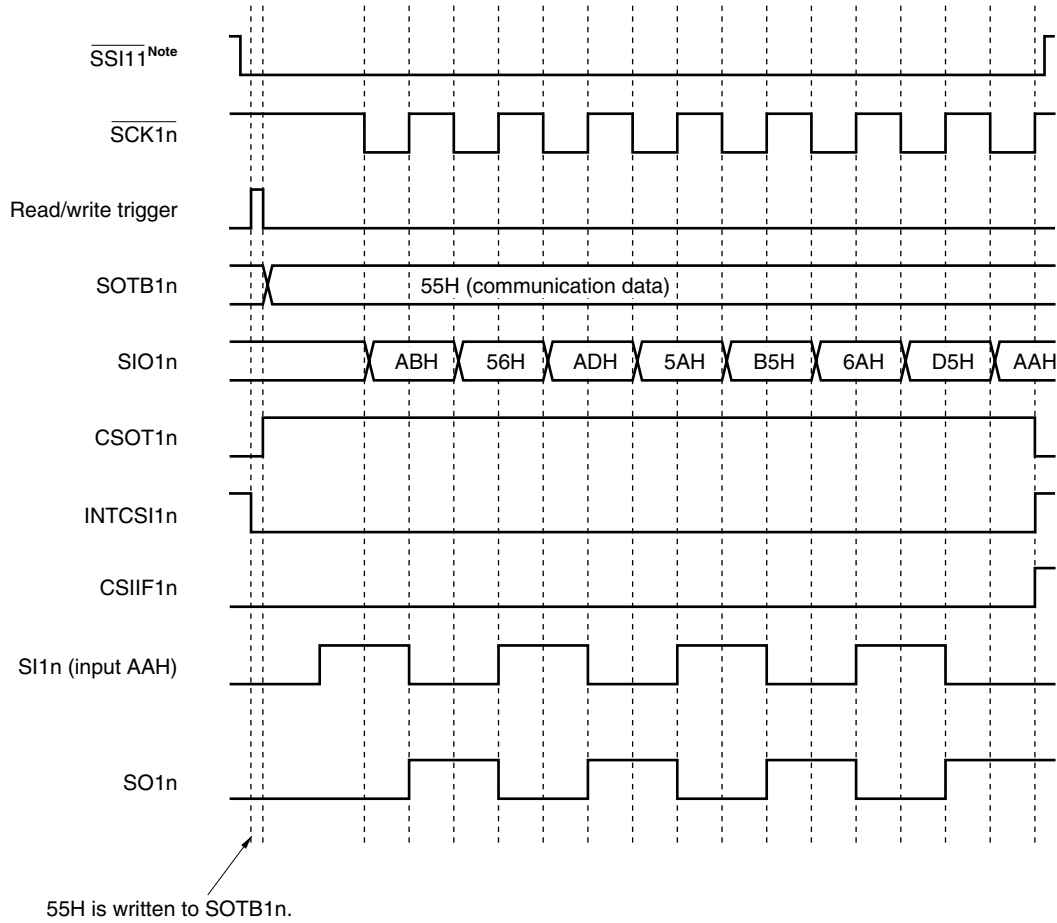 SSI11Note
SCK1n
Read/write trigger
SOTB1n
55H (communication data)
SIO1n
ABH 56H ADH 5AH B5H 6AH D5H AAH
CSOT1n
INTCSI1n
CSIIF1n
SI1n (input AAH)
SO1n
55H is written to SOTB1n.